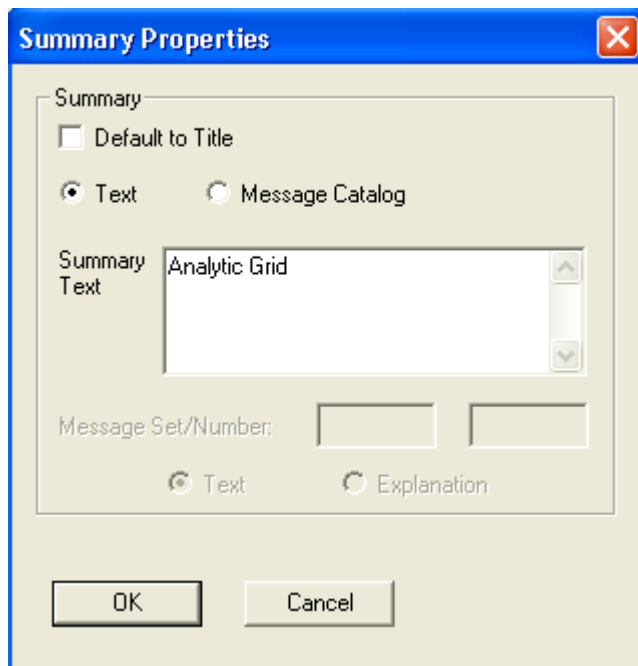 Summary Properties
Summary
Default to Title
Text Message Catalog
Summary Text
Analytic Grid
Message Set/Number:
Text Explanation
OK Cancel